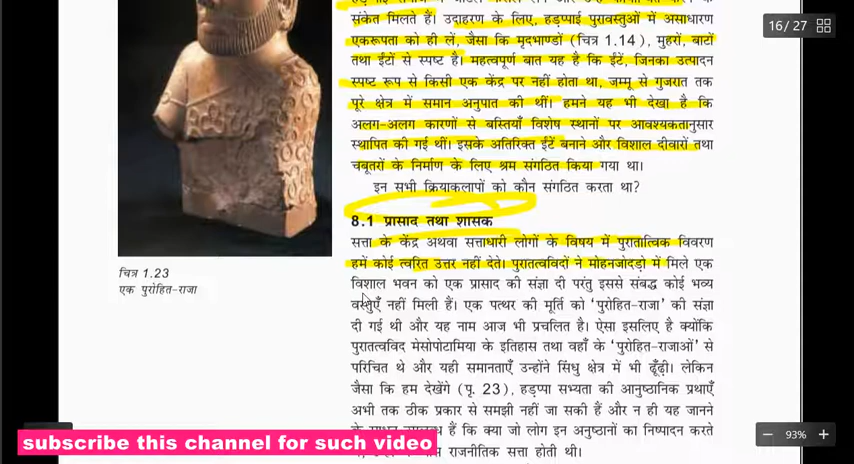 संकेत मिलते हैं। उदाहरण के लिए, हड़प्पाई पुरावस्तुओं में असाधारण
एकरूपता को ही लें, जैसा कि मृदभाण्डों (चित्र 1.14), मुहरों, बाटों
तथा ईंटों से स्पष्ट है। महत्वपूर्ण बात यह है कि ईंटें, जिनका उत्पादन
स्पष्ट रूप से किसी एक केंद्र पर नहीं होता था, जम्मू से गुजरात तक
पूरे क्षेत्र में समान अनुपात की थीं। हमने यह भी देखा है कि
अलग-अलग कारणों से बस्तियाँ विशेष स्थानों पर आवश्यकतानुसार
स्थापित की गई थीं। इसके अतिरिक्त ईंटें बनाने और विशाल दीवारों तथा
चबूतरों के निर्माण के लिए श्रम संगठित किया गया था।
इन सभी क्रियाकलापों को कौन संगठित करता था?
8.1 प्रासाद तथा शासक
सत्ता के केंद्र अथवा सत्ताधारी लोगों के विषय में पुरातात्विक विवरण
हमें कोई त्वरित उत्तर नहीं देते। पुरातत्वविदों ने मोहनजोदड़ो में मिले एक
विशाल भवन को एक प्रासाद की संज्ञा दी परंतु इससे संबद्ध कोई भव्य
वस्तुएँ नहीं मिली हैं। एक पत्थर की मूर्ति को 'पुरोहित-राजा' की संज्ञा
दी गई थी और यह नाम आज भी प्रचलित है। ऐसा इसलिए है क्योंकि
पुरातत्वविद मेसोपोटामिया के इतिहास तथा वहाँ के 'पुरोहित-राजाओं' से
परिचित थे और यही समानताएँ उन्होंने सिंधु क्षेत्र में भी ढूँढ़ी। लेकिन
जैसा कि हम देखेंगे (पृ. 23), हड़प्पा सभ्यता की आनुष्ठानिक प्रथाएँ
अभी तक ठीक प्रकार से समझी नहीं जा सकी हैं और न ही यह जानने
हैं कि क्या जो लोग इन अनुष्ठानों का निष्पादन करते
राजनीतिक सत्ता होती थी।
चित्र 1.23
एक पुरोहित-राजा
16 / 27
93%
subscribe this channel for such video